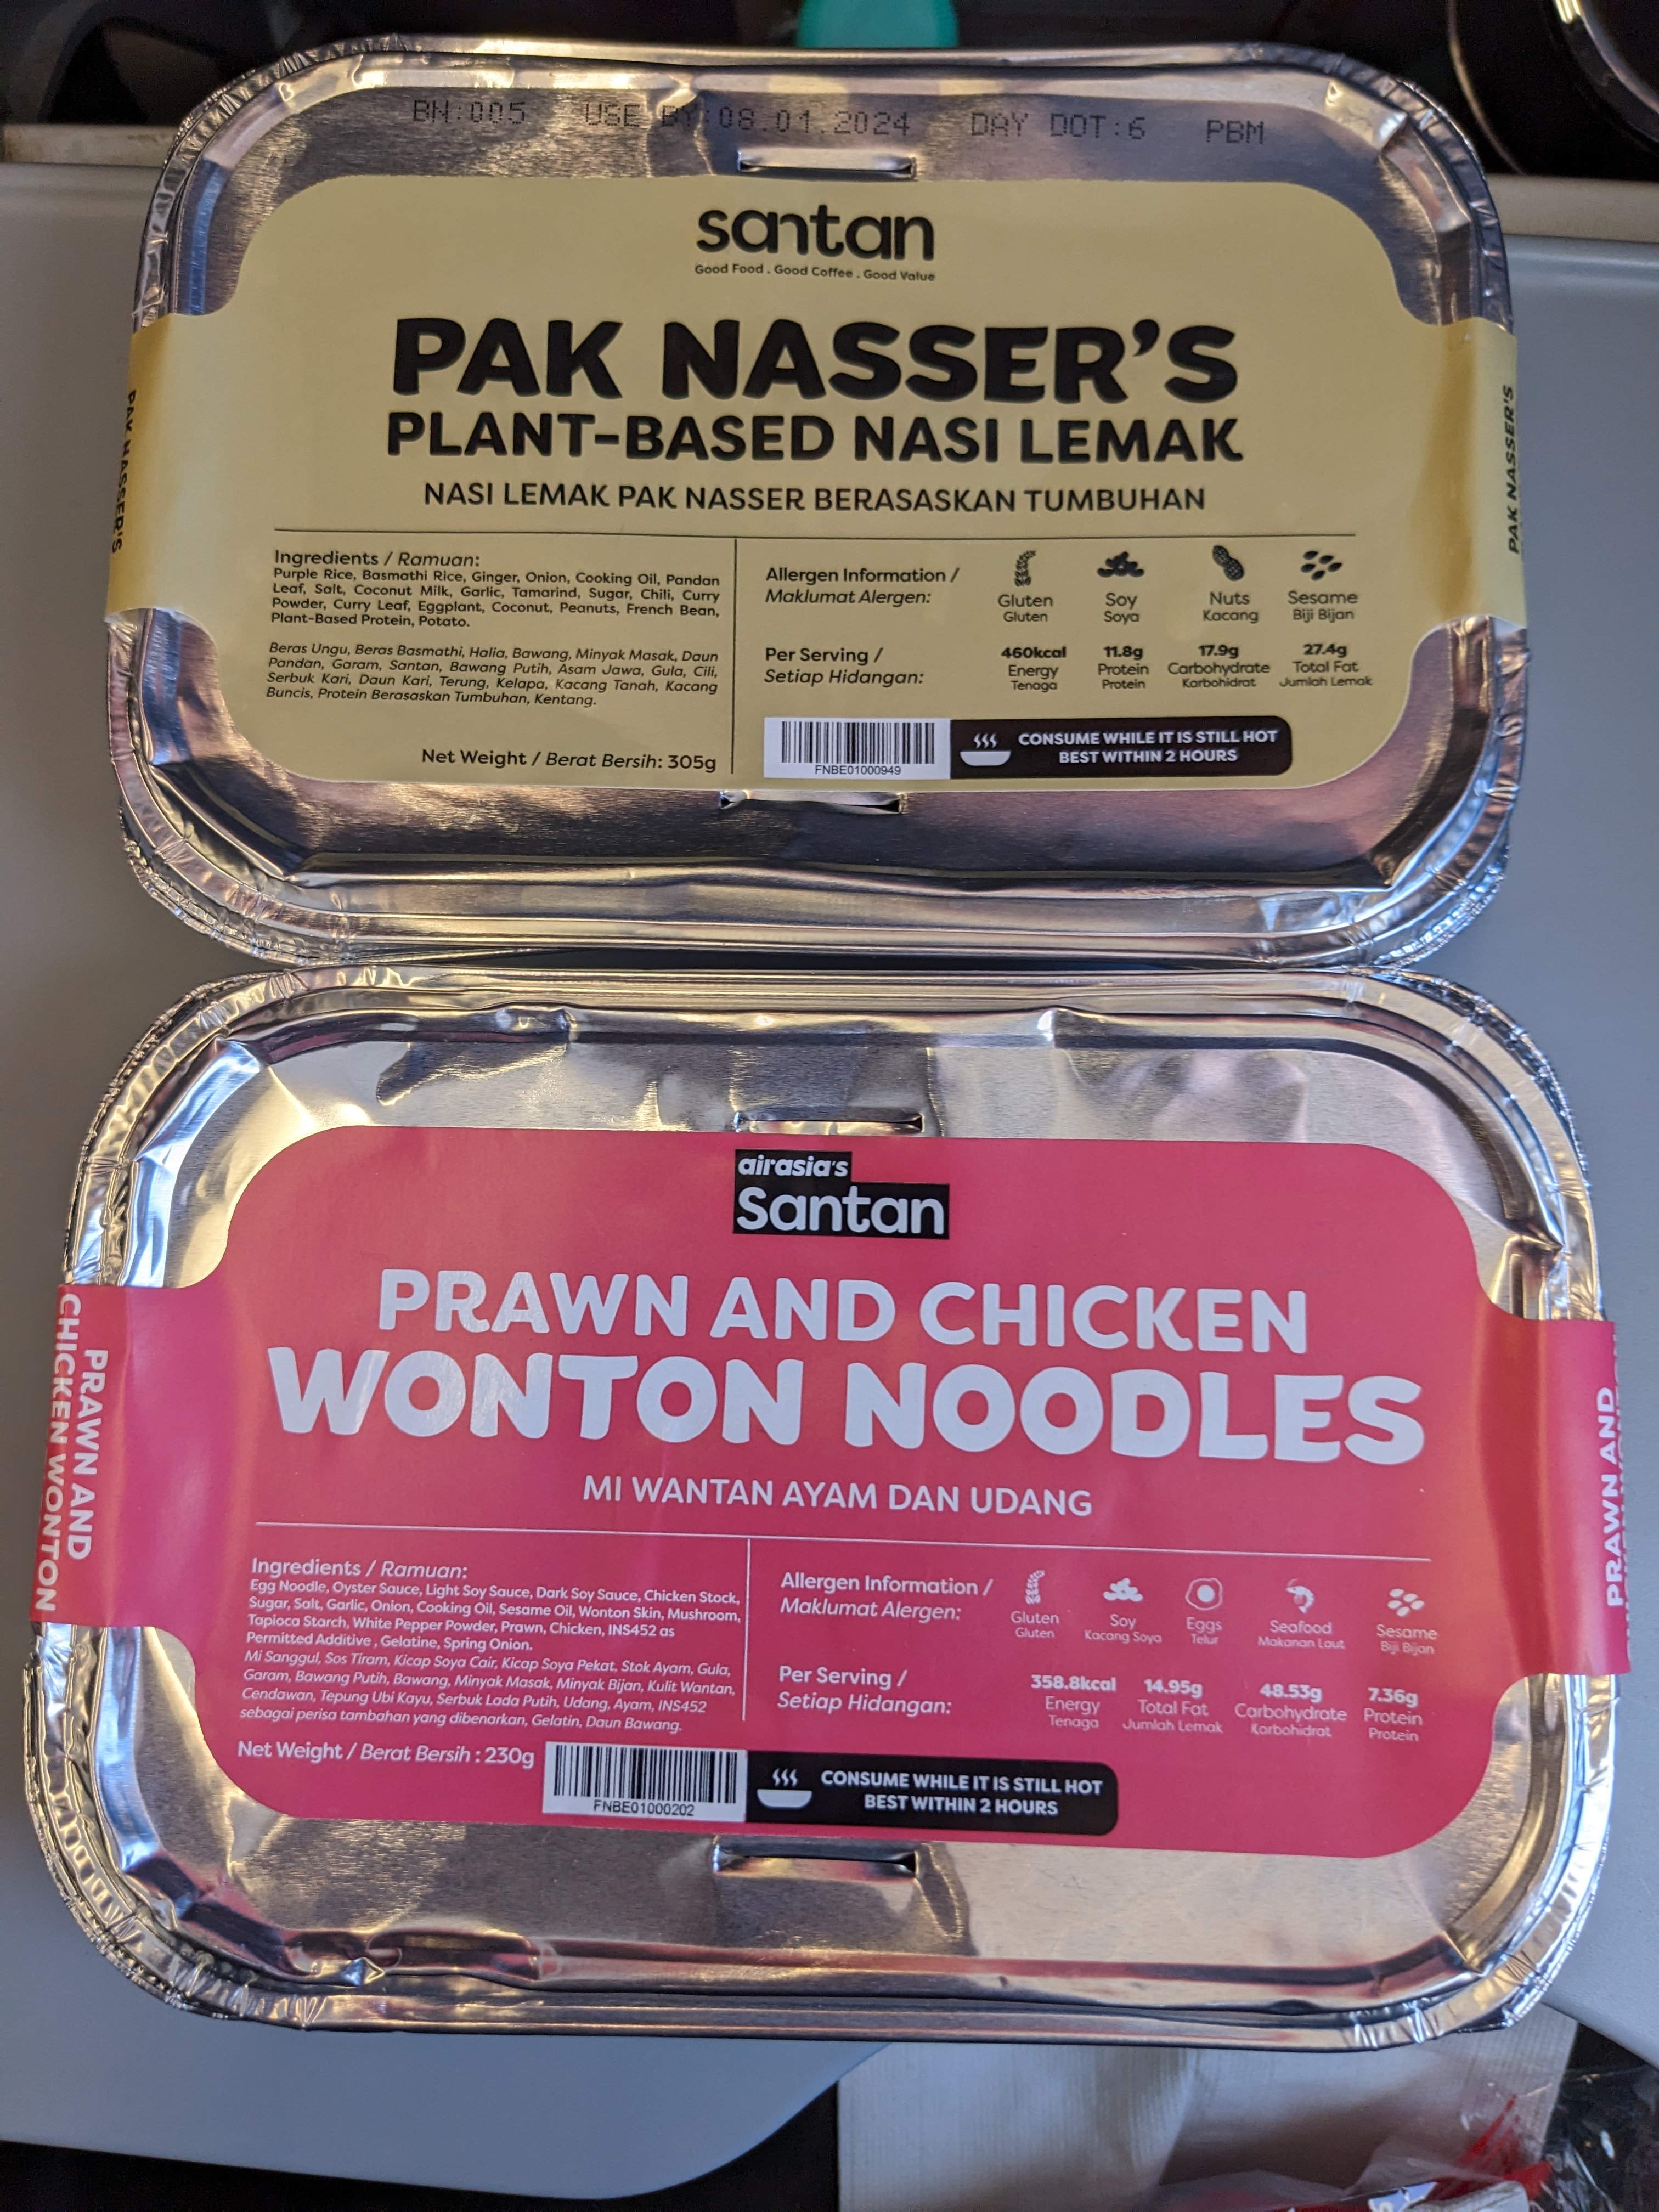 BN:005 USE BY:08.01.2024 DAY DOT:6 PBM
santan
Good Food . Good Coffee . Good Value
PAK NASSER'S
PLANT-BASED NASI LEMAK
NASI LEMAK PAK NASSER BERASASKAN TUMBUHAN
PAK NASSER'S
PAK NASSER'S
Ingredients / Ramuan:
Purple Rice, Basmathi Rice, Ginger, Onion, Cooking Oil, Pandan
Leaf, Salt, Coconut Milk, Garlic, Tamarind, Sugar, Chili, Curry
Powder, Curry Leaf, Eggplant, Coconut, Peanuts, French Bean,
Plant-Based Protein, Potato.
Beras Ungu, Beras Basmathi, Halia, Bawang, Minyak Masak, Daun
Pandan, Garam, Santan, Bawang Putih, Asam Jawa, Gula, Cili,
Serbuk Kari, Daun Kari, Terung, Kelapa, Kacang Tanah, Kacang
Buncis, Protein Berasaskan Tumbuhan, Kentang.
Net Weight / Berat Bersih: 305g
Allergen Information /
Maklumat Alergen:
Gluten Soy Nuts Sesame
Gluten Soya Kacang Biji Bijan
Per Serving /
Setiap Hidangan:
460kcal 11.8g 17.9g 27.4g
Energy Protein Carbohydrate Total Fat
Tenaga Protein Karbohidrat Jumlah Lemak
FNBE01000949
CONSUME WHILE IT IS STILL HOT
BEST WITHIN 2 HOURS
airasia's
Santan
PRAWN AND CHICKEN
WONTON NOODLES
MI WANTAN AYAM DAN UDANG
PRAWN AND
CHICKEN WONTON
PRAWN AND
Ingredients / Ramuan:
Egg Noodle, Oyster Sauce, Light Soy Sauce, Dark Soy Sauce, Chicken Stock,
Sugar, Salt, Garlic, Onion, Cooking Oil, Sesame Oil, Wonton Skin, Mushroom,
Tapioca Starch, White Pepper Powder, Prawn, Chicken, INS452 as
Permitted Additive , Gelatine, Spring Onion.
Mi Sanggul, Sos Tiram, Kicap Soya Cair, Kicap Soya Pekat, Stok Ayam, Gula,
Garam, Bawang Putih, Bawang, Minyak Masak, Minyak Bijan, Kulit Wantan,
Cendawan, Tepung Ubi Kayu, Serbuk Lada Putih, Udang, Ayam, INS452
sebagai perisa tambahan yang dibenarkan, Gelatin, Daun Bawang.
Net Weight / Berat Bersih : 230g
Allergen Information /
Maklumat Alergen:
Gluten Soy Eggs Seafood Sesame
Gluten Kacang Soya Telur Makanan Laut Biji Bijan
Per Serving /
Setiap Hidangan:
358.8kcal 14.95g 48.53g 7.36g
Energy Total Fat Carbohydrate Protein
Tenaga Jumlah Lemak Karbohidrat Protein
FNBE01000202
CONSUME WHILE IT IS STILL HOT
BEST WITHIN 2 HOURS